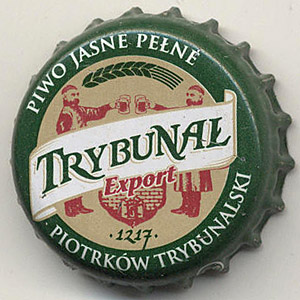 PIWO JASNE PEŁNE
TRYBUNAŁ
Export
· 1217 ·
PIOTRKÓW TRYBUNALSKI